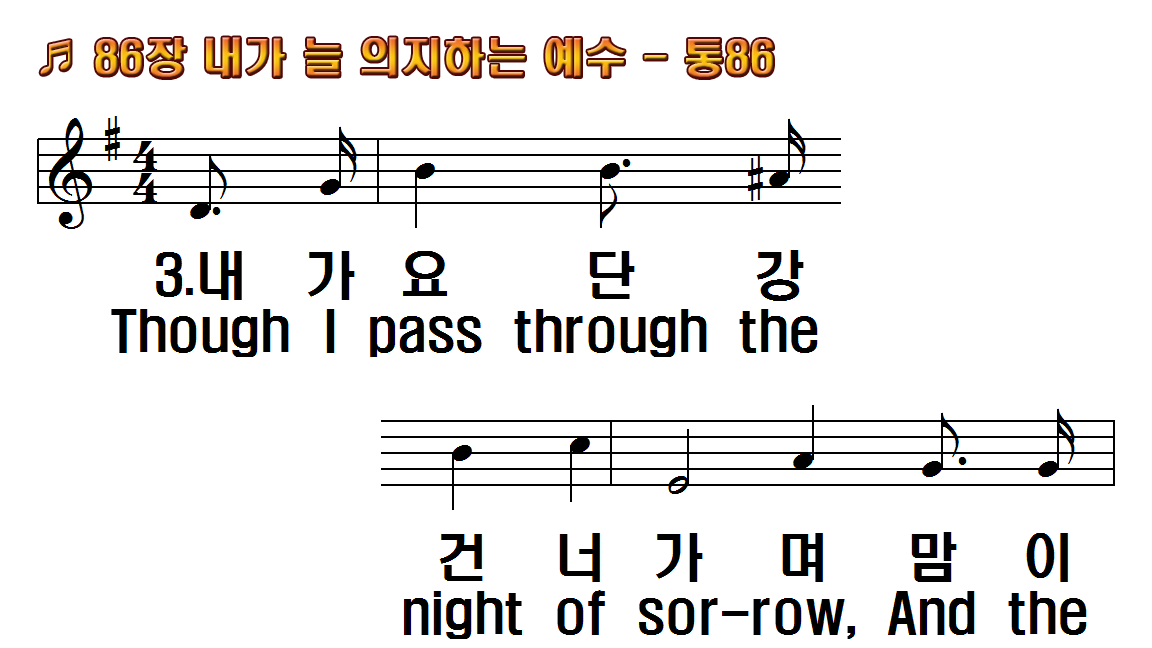 ♬ 86장 내가 늘 의지하는 예수 - 통86
3.내 가 요 단 강
Though I pass through the
건 너 가 며 맘 이
night of sor-row, And the